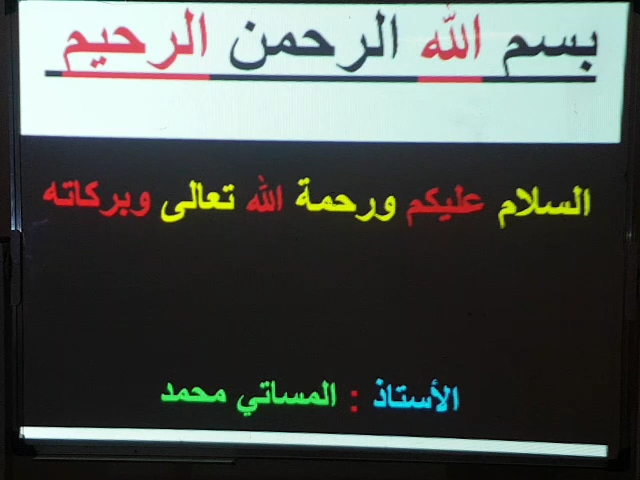 بسم الله الرحمن الرحيم
السلام عليكم ورحمة الله تعالى وبركاته
الأستاذ : المساتي محمد